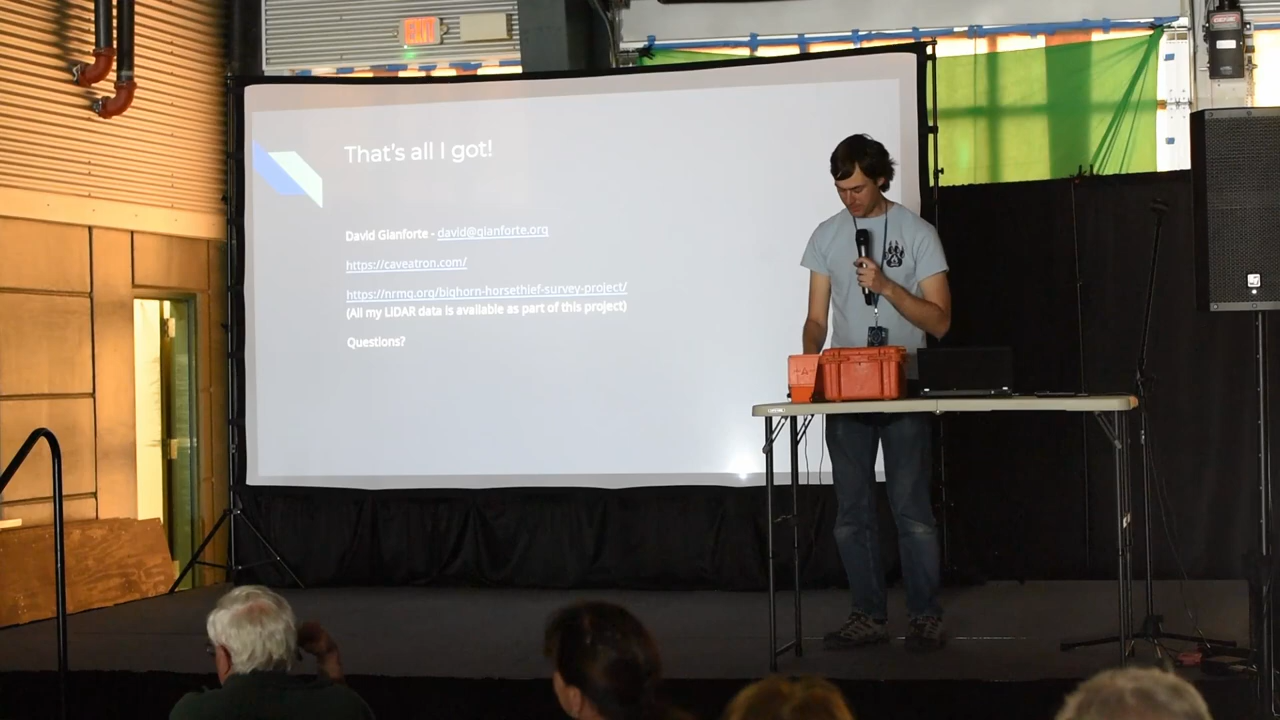 EXIT
That's all I got!
David Gianforte - david@gianforte.org
https://caveatron.com/
https://nrmg.org/bighorn-horsethief-survey-project/
(All my LIDAR data is available as part of this project)
Questions?